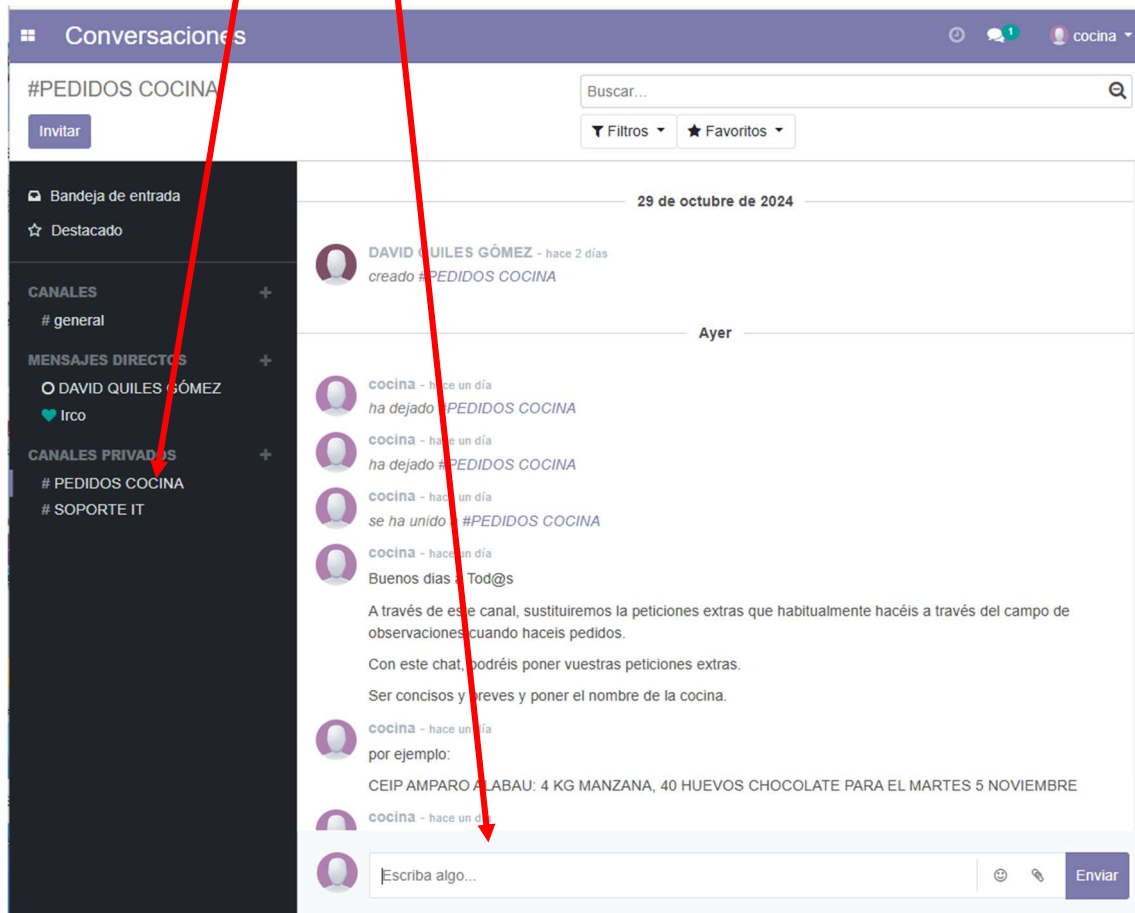 Conversaciones
1
cocina
#PEDIDOS COCINA
Buscar...
Invitar
Filtros
Favoritos
Bandeja de entrada
Destacado
CANALES
# general
MENSAJES DIRECTOS
DAVID QUILES GÓMEZ
Irco
CANALES PRIVADOS
# PEDIDOS COCINA
# SOPORTE IT
29 de octubre de 2024
DAVID QUILES GÓMEZ - hace 2 días
creado #PEDIDOS COCINA
Ayer
cocina - hace un día
ha dejado #PEDIDOS COCINA
cocina - hace un día
ha dejado #PEDIDOS COCINA
cocina - hace un día
se ha unido a #PEDIDOS COCINA
cocina - hace un día
Buenos dias a Tod@s
A través de este canal, sustituiremos la peticiones extras que habitualmente hacéis a través del campo de
observaciones cuando haceis pedidos.
Con este chat, podréis poner vuestras peticiones extras.
Ser concisos y breves y poner el nombre de la cocina.
cocina - hace un día
por ejemplo:
CEIP AMPARO ALABAU: 4 KG MANZANA, 40 HUEVOS CHOCOLATE PARA EL MARTES 5 NOVIEMBRE
cocina - hace un día
Escriba algo...
Enviar